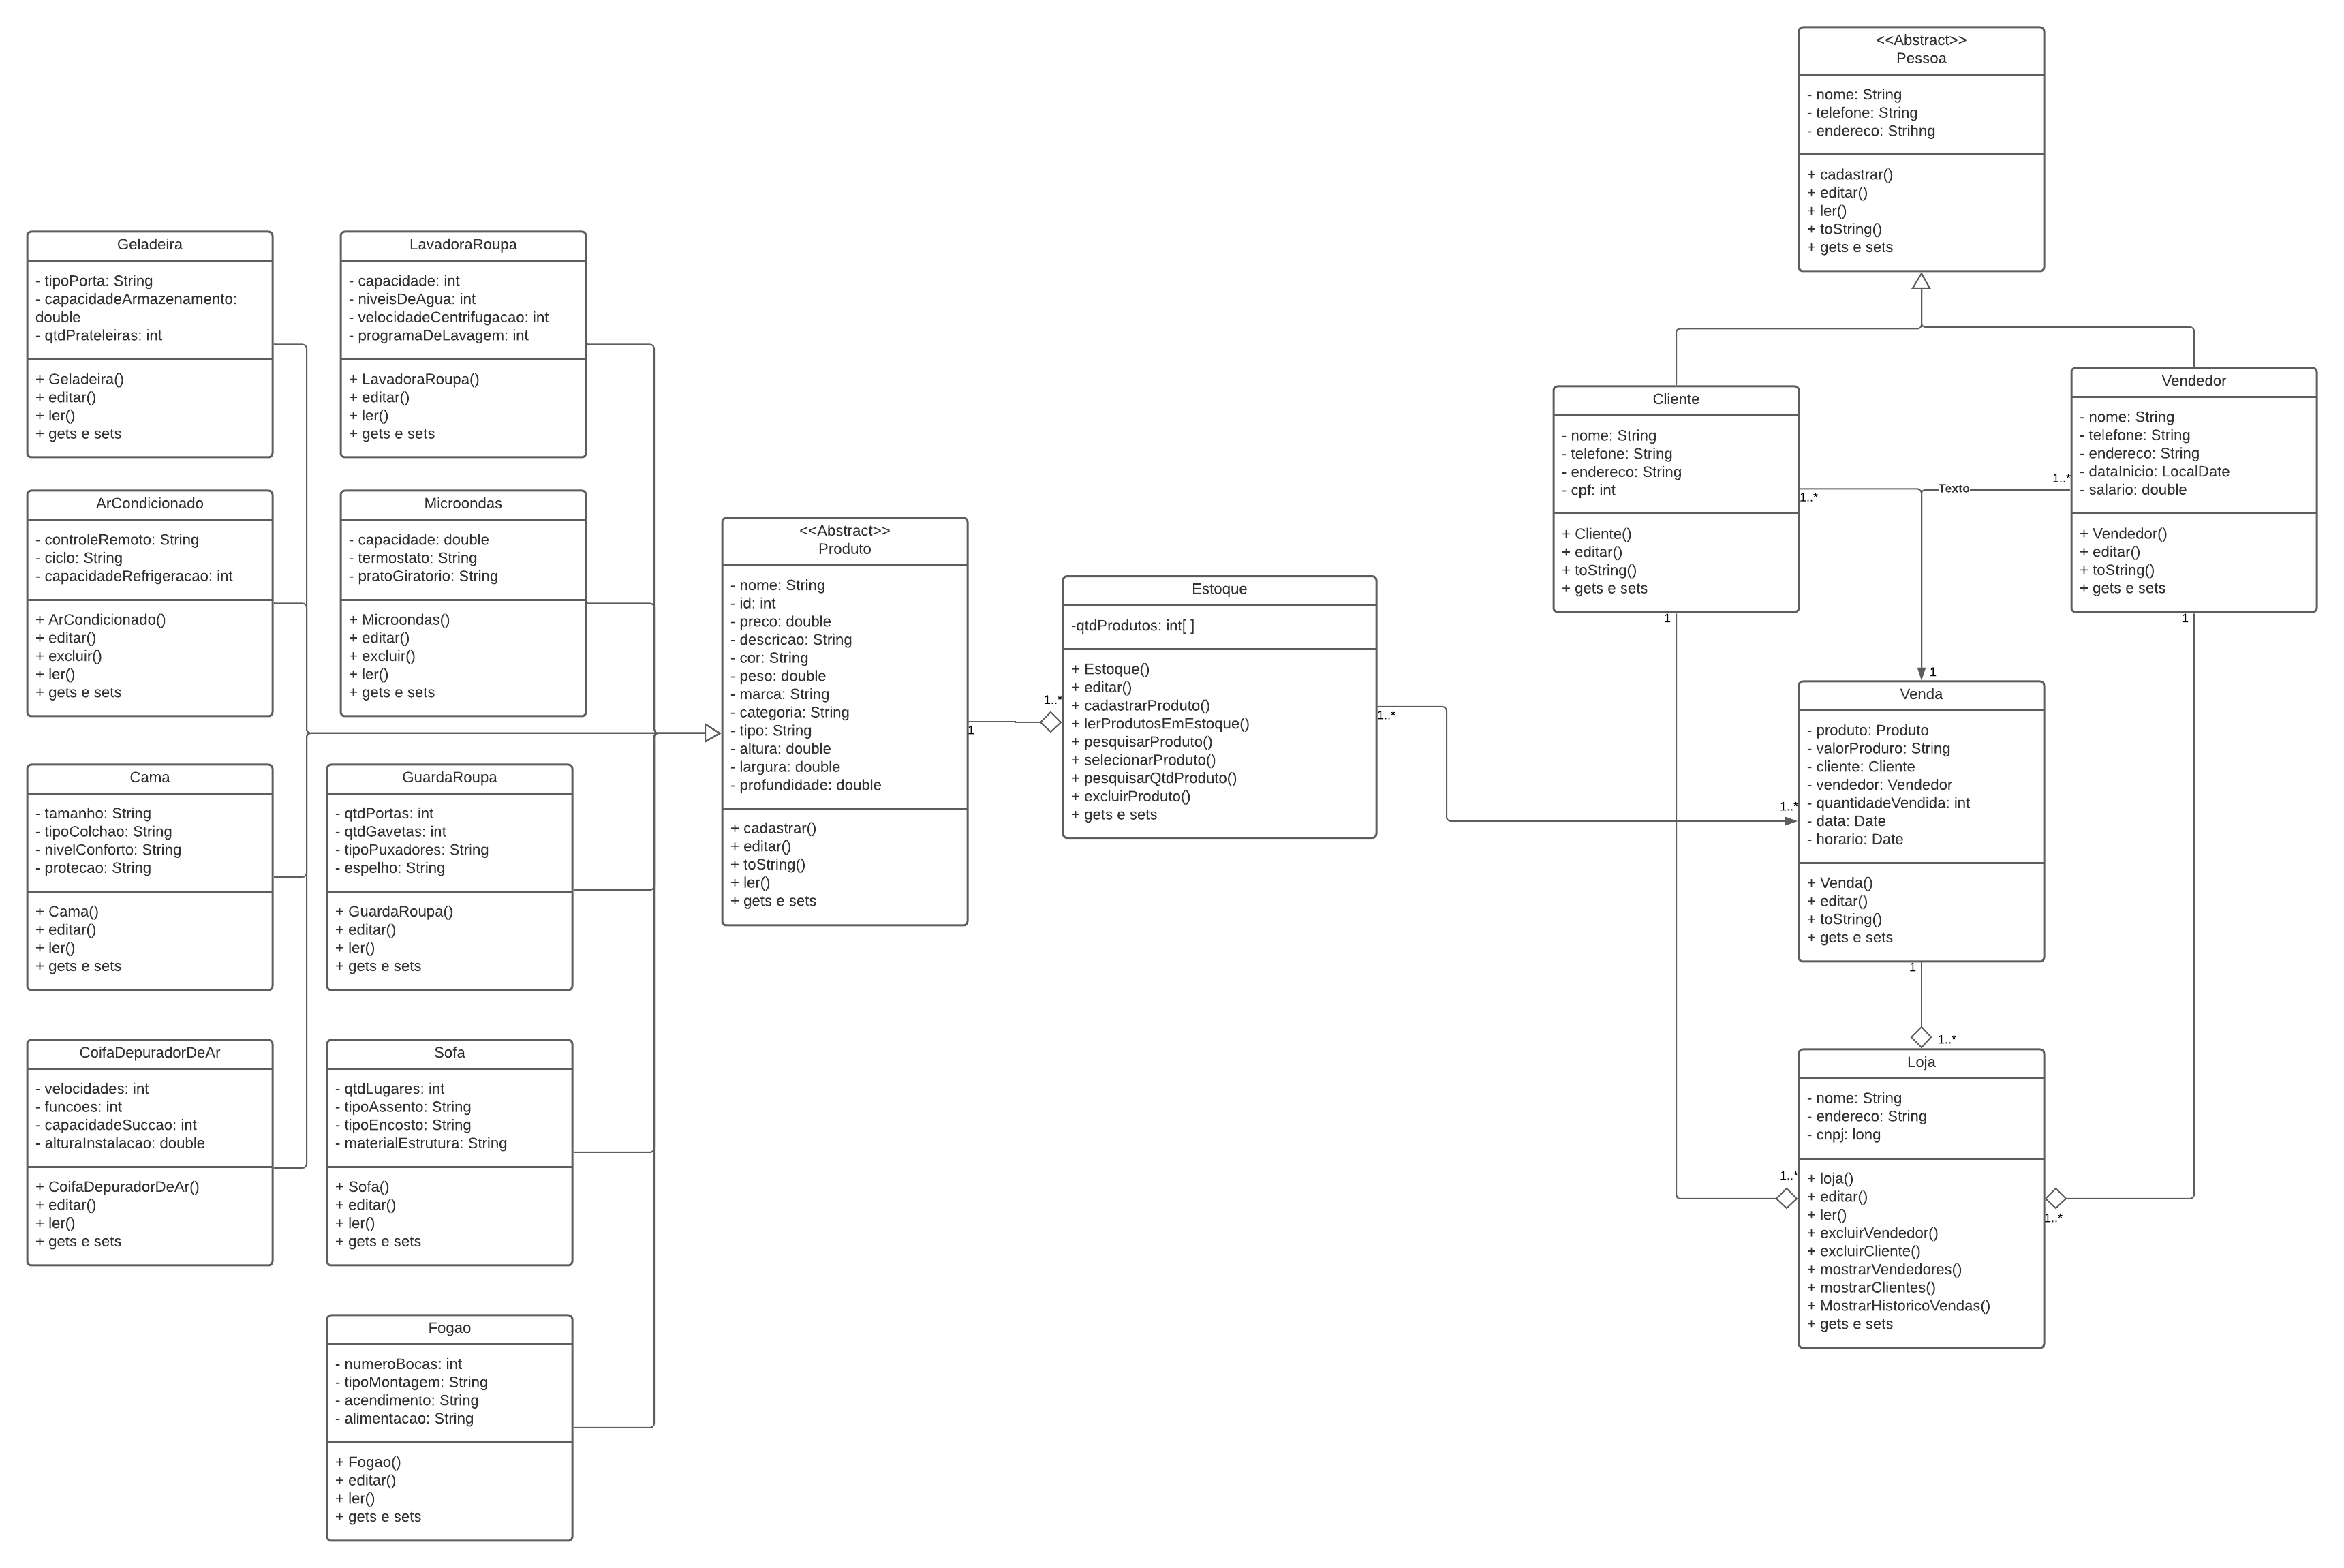 <<Abstract>>
Pessoa
- nome: String
- telefone: String
- endereco: Strihng
+ cadastrar()
+ editar()
+ ler()
+ toString()
+ gets e sets
Geladeira
- tipoPorta: String
- capacidadeArmazenamento:
double
- qtdPrateleiras: int
+ Geladeira()
+ editar()
+ ler()
+ gets e sets
LavadoraRoupa
- capacidade: int
- niveisDeAgua: int
- velocidadeCentrifugacao: int
- programaDeLavagem: int
+ LavadoraRoupa()
+ editar()
+ ler()
+ gets e sets
Cliente
- nome: String
- telefone: String
- endereco: String
- cpf: int
+ Cliente()
+ editar()
+ toString()
+ gets e sets
1..*
1
Texto
Vendedor
- nome: String
- telefone: String
- endereco: String
- dataInicio: LocalDate
- salario: double
+ Vendedor()
+ editar()
+ toString()
+ gets e sets
1..*
1
ArCondicionado
- controleRemoto: String
- ciclo: String
- capacidadeRefrigeracao: int
+ ArCondicionado()
+ editar()
+ excluir()
+ ler()
+ gets e sets
Microondas
- capacidade: double
- termostato: String
- pratoGiratorio: String
+ Microondas()
+ editar()
+ excluir()
+ ler()
+ gets e sets
<<Abstract>>
Produto
- nome: String
- id: int
- preco: double
- descricao: String
- cor: String
- peso: double
- marca: String
- categoria: String
- tipo: String
- altura: double
- largura: double
- profundidade: double
+ cadastrar()
+ editar()
+ toString()
+ ler()
+ gets e sets
1
1..*
Estoque
-qtdProdutos: int[ ]
+ Estoque()
+ editar()
+ cadastrarProduto()
+ lerProdutosEmEstoque()
+ pesquisarProduto()
+ selecionarProduto()
+ pesquisarQtdProduto()
+ excluirProduto()
+ gets e sets
1..*
1..*
1
Venda
- produto: Produto
- valorProduro: String
- cliente: Cliente
- vendedor: Vendedor
- quantidadeVendida: int
- data: Date
- horario: Date
+ Venda()
+ editar()
+ toString()
+ gets e sets
1
1..*
Cama
- tamanho: String
- tipoColchao: String
- nivelConforto: String
- protecao: String
+ Cama()
+ editar()
+ ler()
+ gets e sets
GuardaRoupa
- qtdPortas: int
- qtdGavetas: int
- tipoPuxadores: String
- espelho: String
+ GuardaRoupa()
+ editar()
+ ler()
+ gets e sets
CoifaDepuradorDeAr
- velocidades: int
- funcoes: int
- capacidadeSuccao: int
- alturaInstalacao: double
+ CoifaDepuradorDeAr()
+ editar()
+ ler()
+ gets e sets
Sofa
- qtdLugares: int
- tipoAssento: String
- tipoEncosto: String
- materialEstrutura: String
+ Sofa()
+ editar()
+ ler()
+ gets e sets
Loja
- nome: String
- endereco: String
- cnpj: long
+ loja()
+ editar()
+ ler()
+ excluirVendedor()
+ excluirCliente()
+ mostrarVendedores()
+ mostrarClientes()
+ MostrarHistoricoVendas()
+ gets e sets
1..*
1..*
Fogao
- numeroBocas: int
- tipoMontagem: String
- acendimento: String
- alimentacao: String
+ Fogao()
+ editar()
+ ler()
+ gets e sets